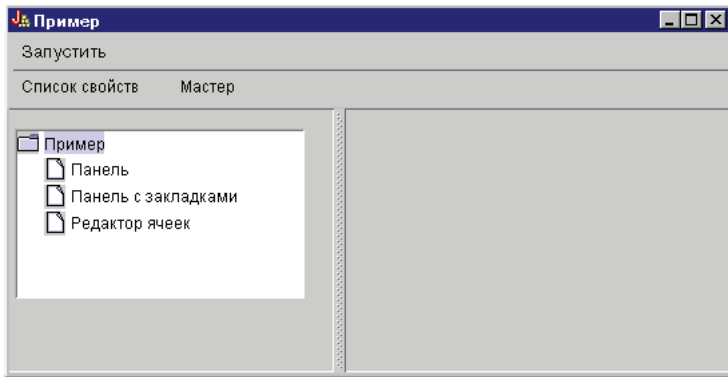 Пример
Запустить
Список свойств Мастер
Пример
Панель
Панель с закладками
Редактор ячеек